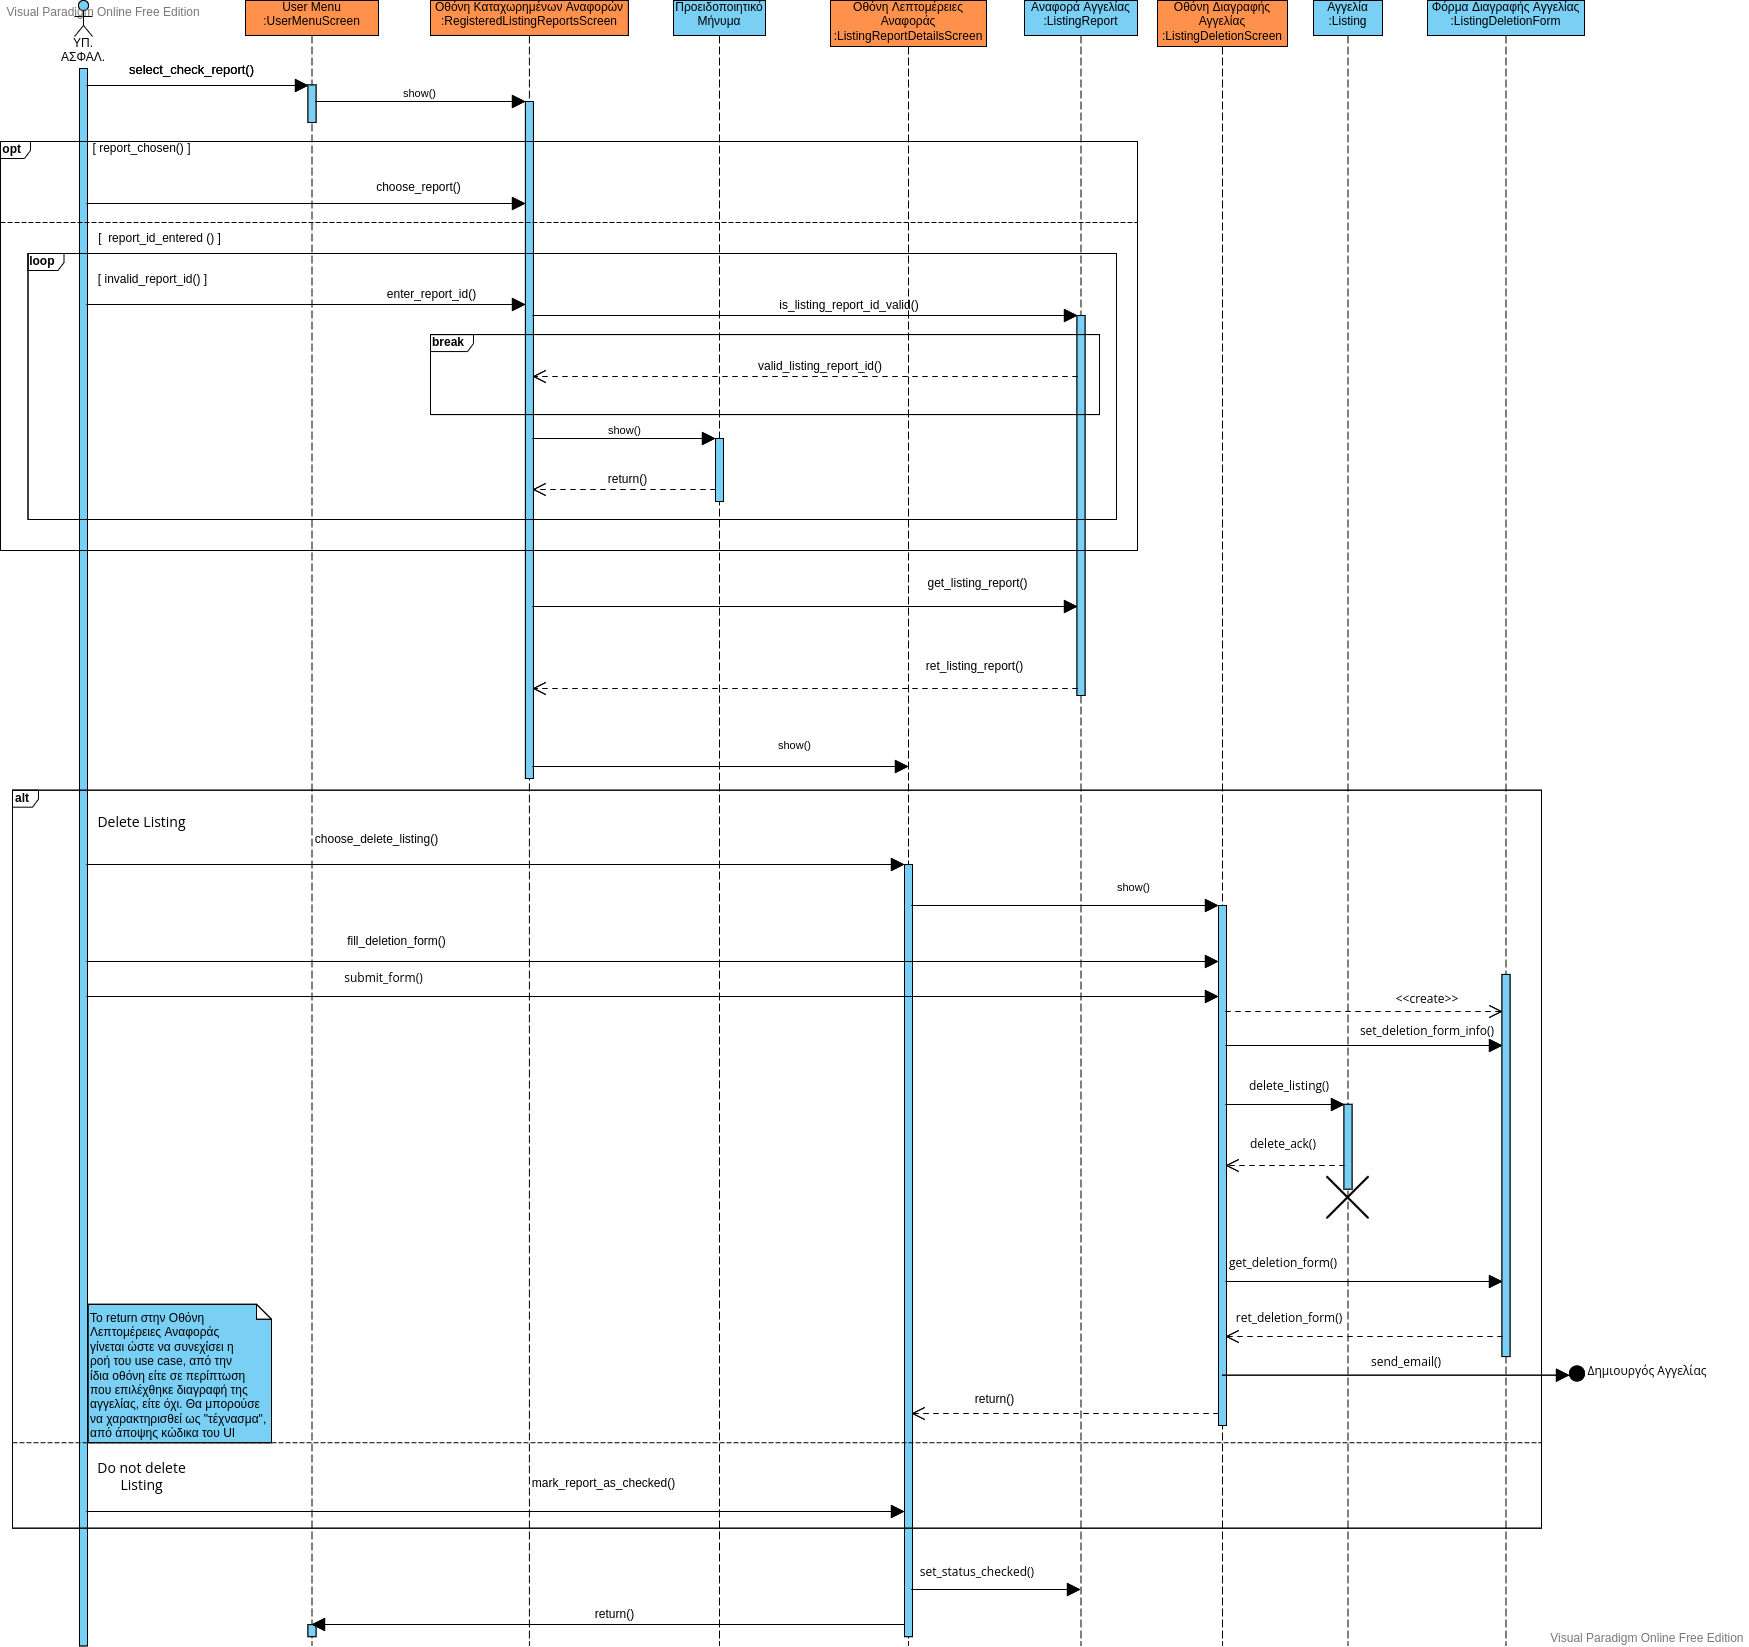 Visual Paradigm Online Free Edition
ΥΠ.
ΑΣΦΑΛ.
User Menu
:UserMenuScreen
Οθόνη Καταχωρημένων Αναφορών
:RegisteredListingReportsScreen
Προειδοποιητικό
Μήνυμα
Οθόνη Λεπτομέρειες
Αναφοράς
:ListingReportDetailsScreen
Αναφορά Αγγελίας
:ListingReport
Οθόνη Διαγραφής
Αγγελίας
:ListingDeletionScreen
Αγγελία
:Listing
Φόρμα Διαγραφής Αγγελίας
:ListingDeletionForm
select_check_report()
show()
opt
[ report_chosen() ]
choose_report()
[ report_id_entered () ]
loop
[ invalid_report_id() ]
enter_report_id()
is_listing_report_id_valid()
break
valid_listing_report_id()
show()
return()
get_listing_report()
ret_listing_report()
show()
alt
Delete Listing
choose_delete_listing()
show()
fill_deletion_form()
submit_form()
<<create>>
set_deletion_form_info()
delete_listing()
delete_ack()
get_deletion_form()
ret_deletion_form()
send_email()
Δημιουργός Αγγελίας
return()
Το return στην Οθόνη
Λεπτομέρειες Αναφοράς
γίνεται ώστε να συνεχίσει η
ροή του use case, από την
ίδια οθόνη είτε σε περίπτωση
που επιλέχθηκε διαγραφή της
αγγελίας, είτε όχι. Θα μπορούσε
να χαρακτηρισθεί ως "τέχνασμα",
από άποψης κώδικα του UI
Do not delete
Listing
mark_report_as_checked()
set_status_checked()
return()
Visual Paradigm Online Free Edition